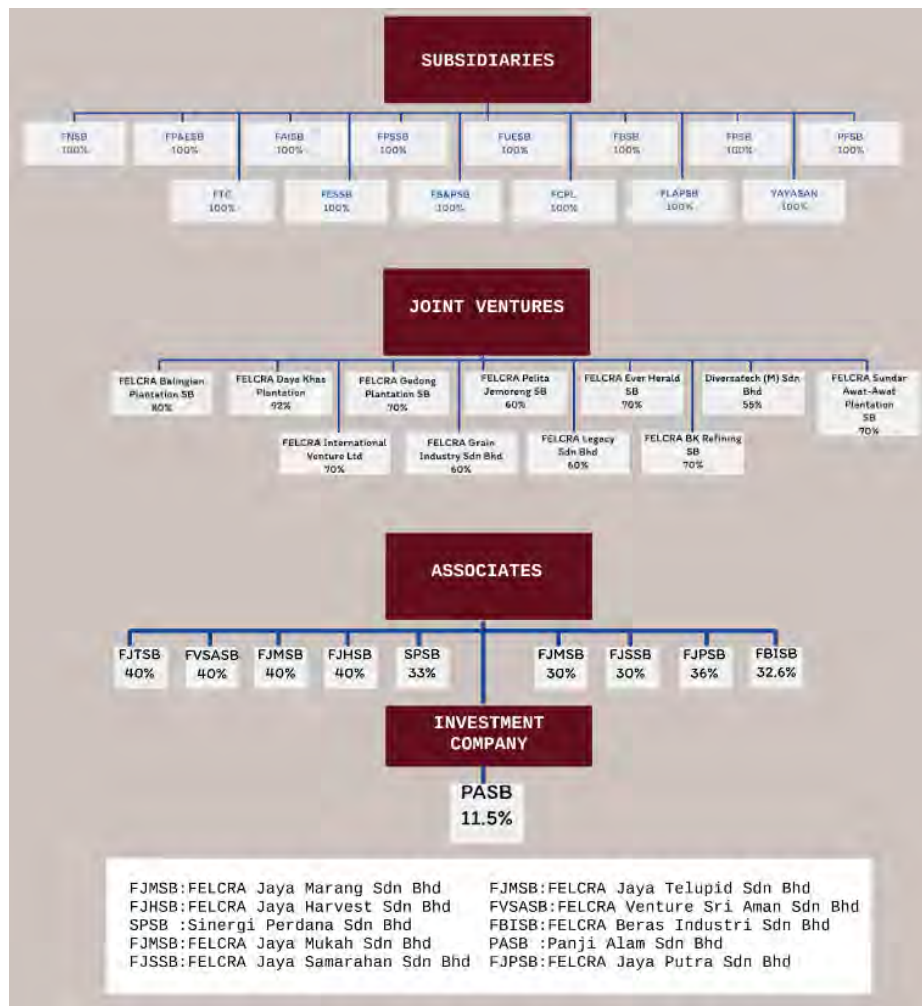 SUBSIDIARIES
FNSB
100%
FP&ESB
100%
FAISB
100%
FPSSB
100%
FUESB
100%
FBSB
100%
FPSB
100%
PFSB
100%
FTC
100%
FESSB
100%
FS&PSB
100%
FCPL
100%
FLAPSB
100%
YAYASAN
100%
JOINT VENTURES
FELCRA Balingian
Plantation SB
80%
FELCRA Daya Khas
Plantation
92%
FELCRA Gedong
Plantation SB
70%
FELCRA Pelita
Jemoreng SB
60%
FELCRA Ever Herald
SB
70%
Diversatech (M) Sdn
Bhd
55%
FELCRA Sundar
Awat-Awat
Plantation
SB
70%
FELCRA International
Venture Ltd
70%
FELCRA Grain
Industry Sdn Bhd
60%
FELCRA Legacy
Sdn Bhd
60%
FELCRA BK Refining
SB
70%
ASSOCIATES
FJTSB
40%
FVSASB
40%
FJMSB
40%
FJHSB
40%
SPSB
33%
FJMSB
30%
FJSSB
30%
FJPSB
36%
FBISB
32.6%
INVESTMENT
COMPANY
PASB
11.5%
FJMSB:FELCRA Jaya Marang Sdn Bhd
FJHSB:FELCRA Jaya Harvest Sdn Bhd
SPSB :Sinergi Perdana Sdn Bhd
FJMSB:FELCRA Jaya Mukah Sdn Bhd
FJSSB:FELCRA Jaya Samarahan Sdn Bhd
FJMSB:FELCRA Jaya Telupid Sdn Bhd
FVSASB:FELCRA Venture Sri Aman Sdn Bhd
FBISB:FELCRA Beras Industri Sdn Bhd
PASB :Panji Alam Sdn Bhd
FJPSB:FELCRA Jaya Putra Sdn Bhd